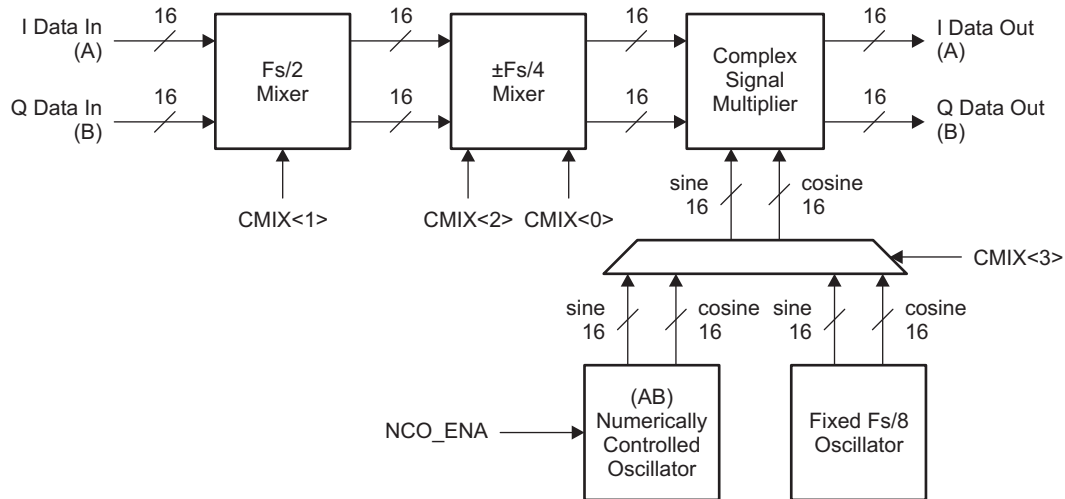 I Data In
(A)
16
Q Data In
(B)
16
Fs/2
Mixer
16
16
±Fs/4
Mixer
16
16
Complex
Signal
Multiplier
16
16
I Data Out
(A)
Q Data Out
(B)
CMIX<1>
CMIX<2>
CMIX<0>
sine
16
cosine
16
CMIX<3>
sine
16
cosine
16
sine
16
cosine
16
NCO_ENA
(AB)
Numerically
Controlled
Oscillator
Fixed Fs/8
Oscillator